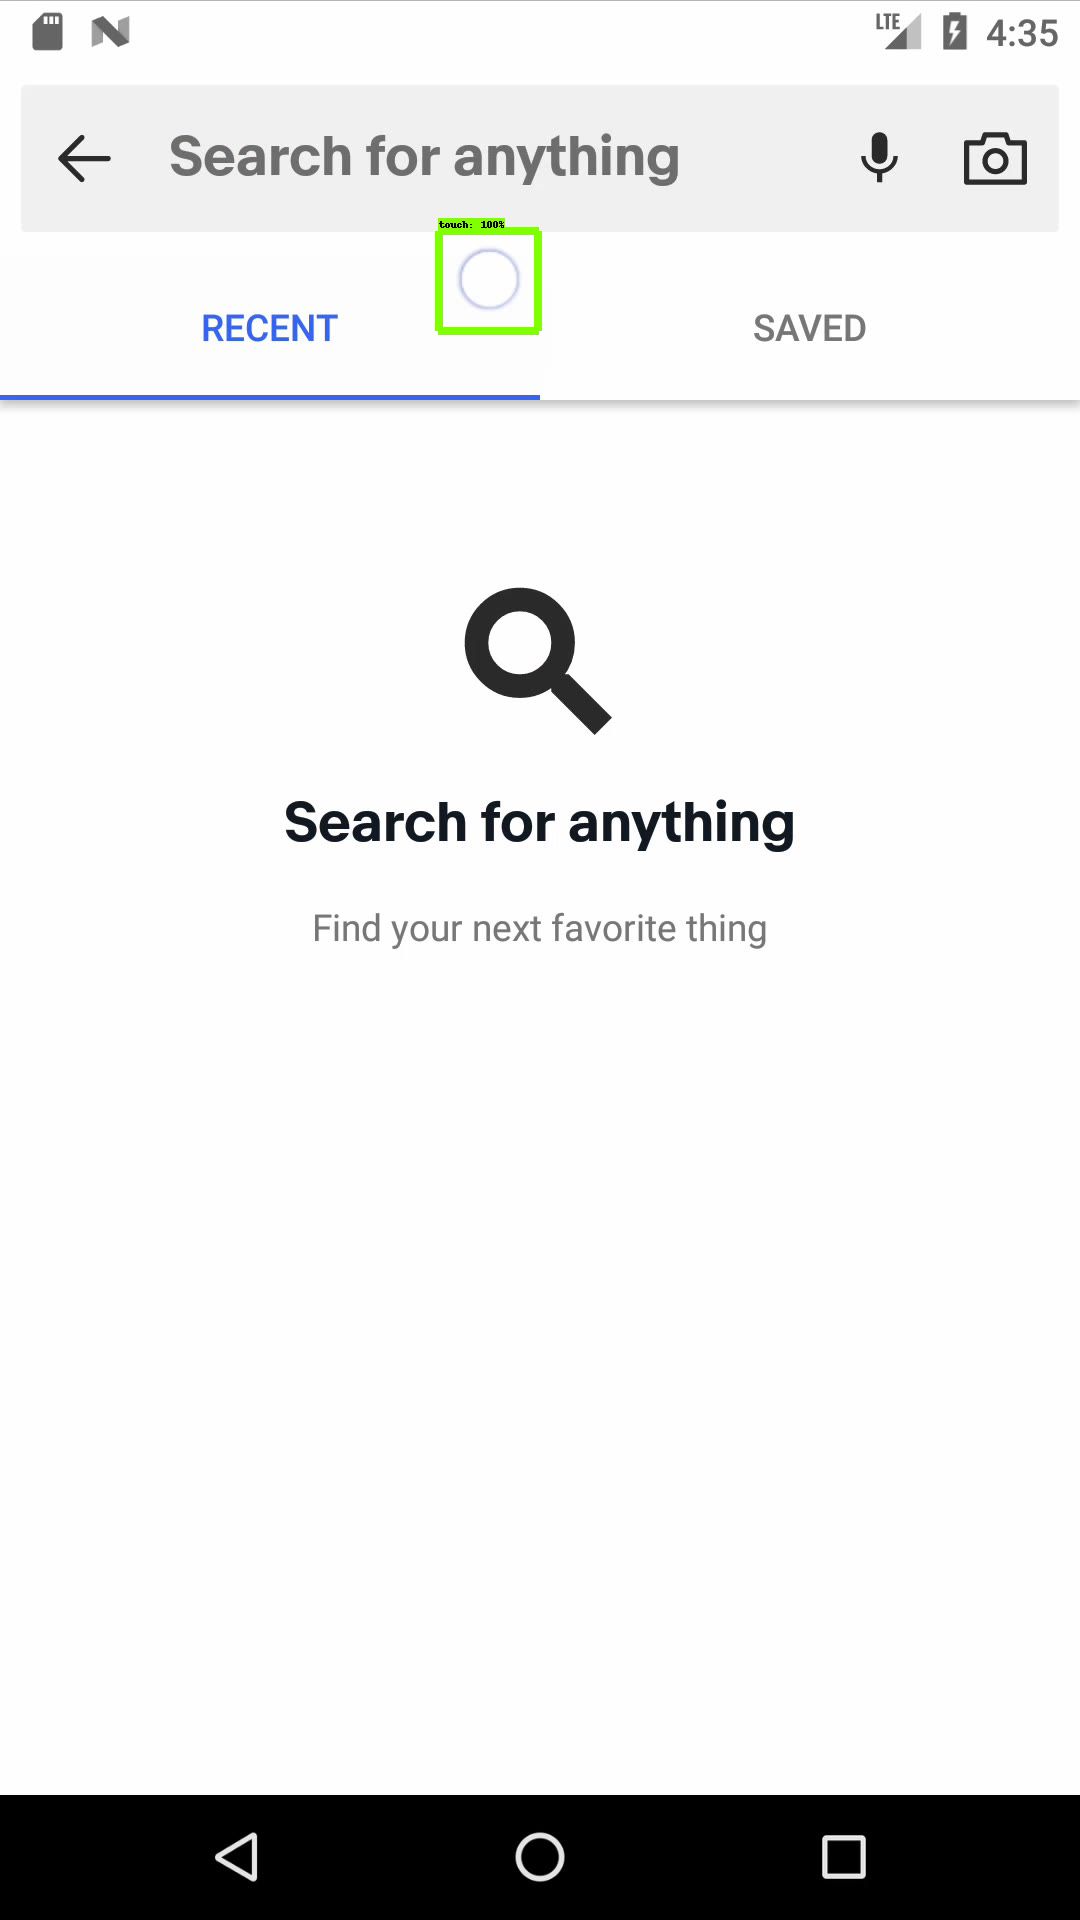 LTE 4:35
Search for anything
touch: 100%
RECENT SAVED
Search for anything
Find your next favorite thing